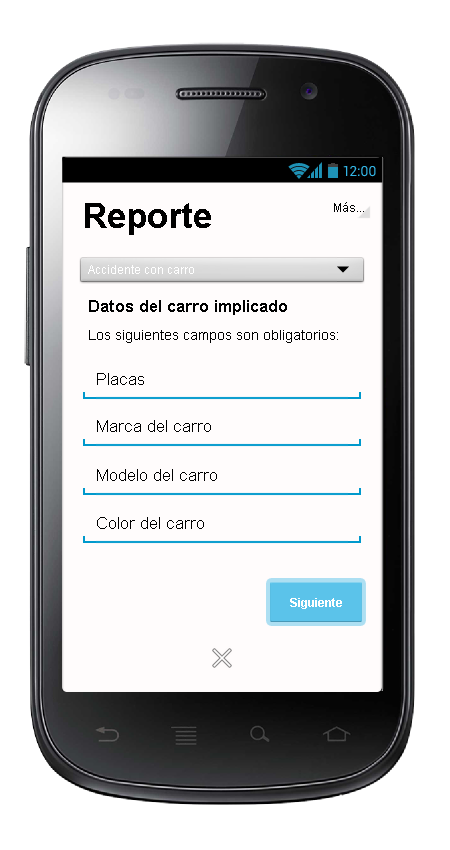 12:00
Reporte
Más...
Accidente con carro
Datos del carro implicado
Los siguientes campos son obligatorios:
Placas
Marca del carro
Modelo del carro
Color del carro
Siguiente